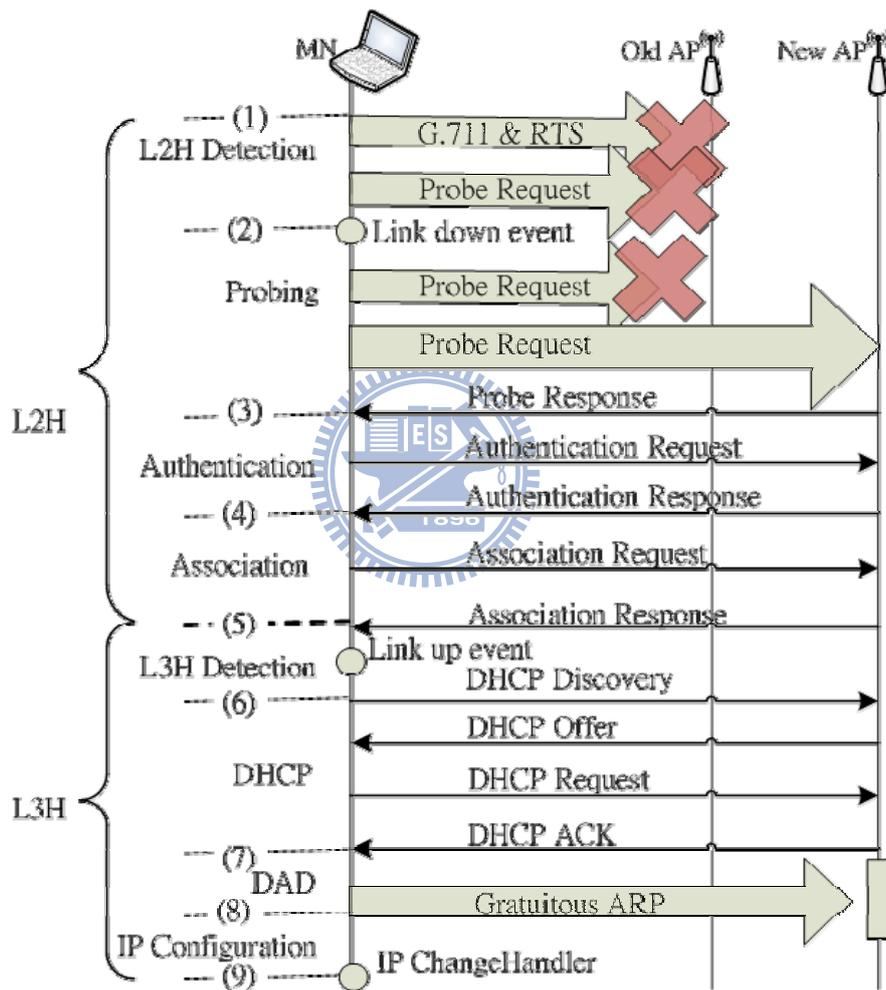 MN
Old AP
New AP
(1)
G.711 & RTS
L2H Detection
Probe Request
(2)
Link down event
Probing
Probe Request
Probe Request
Probe Response
(3)
L2H
ES
Authentication Request
Authentication
Authentication Response
(4)
1896
Association Request
Association
Association Response
(5)
Link up event
L3H Detection
DHCP Discovery
(6)
DHCP Offer
DHCP
DHCP Request
L3H
DHCP ACK
(7)
DAD
Gratuitous ARP
(8)
IP Configuration
IP ChangeHandler
(9)